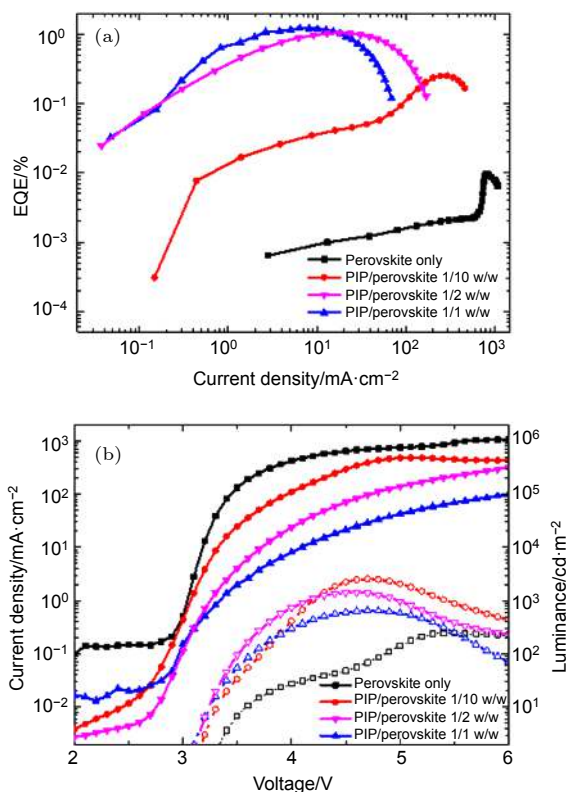 (a)
10⁰
10⁻¹
10⁻²
10⁻³
10⁻⁴
EQE/%
Perovskite only
PIP/perovskite 1/10 w/w
PIP/perovskite 1/2 w/w
PIP/perovskite 1/1 w/w
10⁻¹ 10⁰ 10¹ 10² 10³
Current density/mA·cm⁻²
(b)
10³
10²
10¹
10⁰
10⁻¹
10⁻²
Current density/mA·cm⁻²
10⁶
10⁵
10⁴
10³
10²
10¹
Luminance/cd·m⁻²
Perovskite only
PIP/perovskite 1/10 w/w
PIP/perovskite 1/2 w/w
PIP/perovskite 1/1 w/w
2 3 4 5 6
Voltage/V